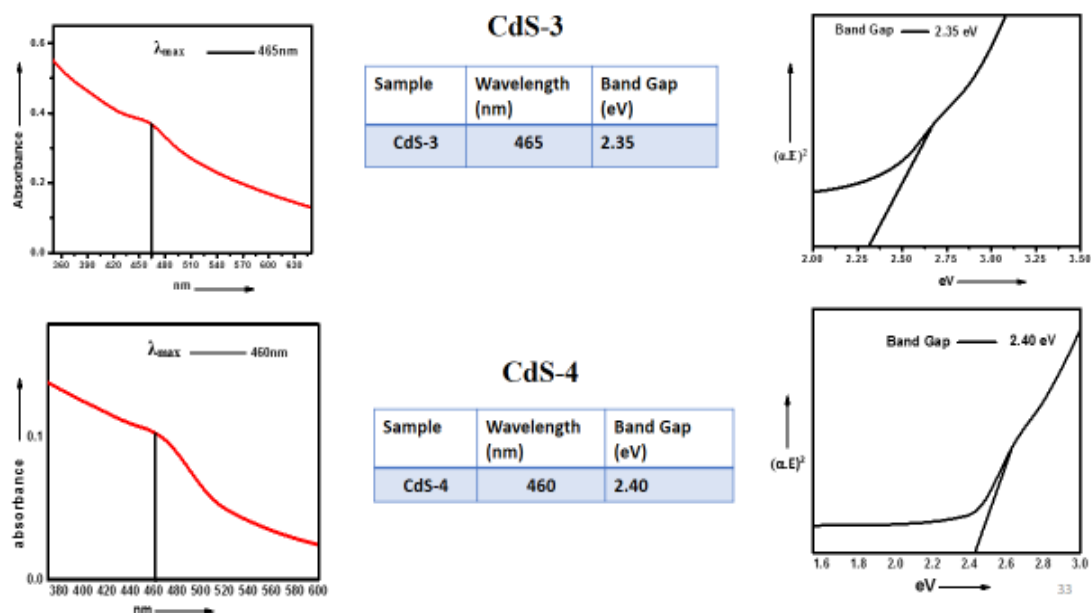 CdS-3
λmax 465nm
0.6
0.4
0.2
0.0
Absorbance
360 390 420 450 480 510 540 570 600 630
nm
Sample Wavelength (nm) Band Gap (eV)
CdS-3 465 2.35
Band Gap 2.35 eV
(α.E)²
2.00 2.25 2.50 2.75 3.00 3.25 3.50
eV
CdS-4
λmax 460nm
0.1
0.0
absorbance
380 400 420 440 460 480 500 520 540 560 580 600
nm
Sample Wavelength (nm) Band Gap (eV)
CdS-4 460 2.40
Band Gap 2.40 eV
(α.E)²
1.6 1.8 2.0 2.2 2.4 2.6 2.8 3.0
eV
33